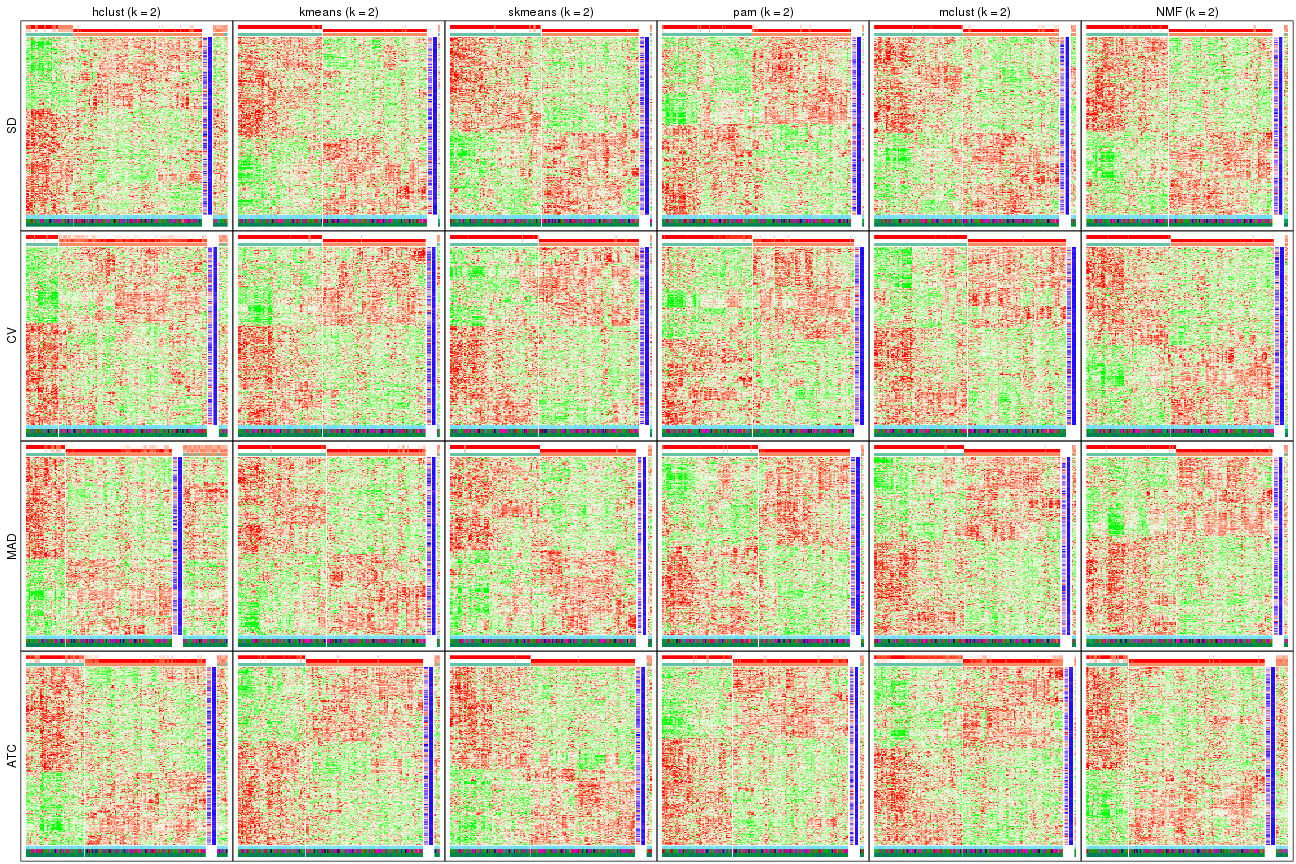 hclust (k = 2) kmeans (k = 2) skmeans (k = 2) pam (k = 2) mclust (k = 2) NMF (k = 2)
SD
CV
MAD
ATC